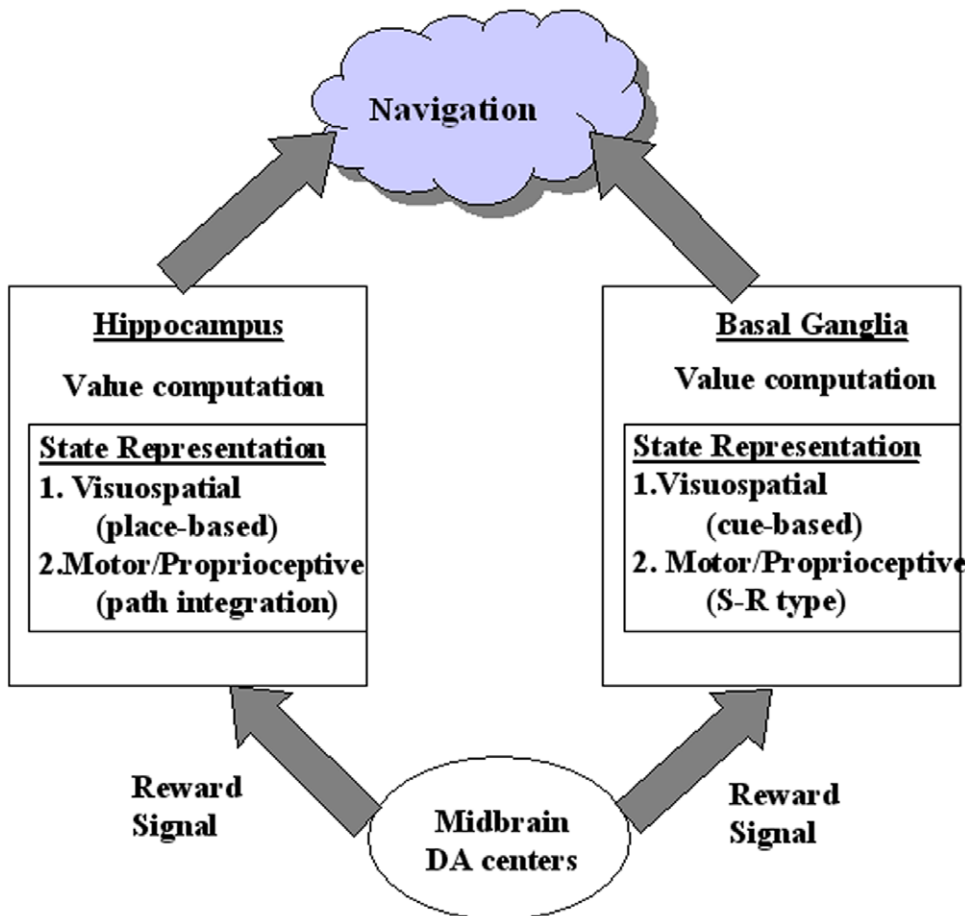 Navigation
Hippocampus
Value computation
State Representation
1. Visuospatial
(place-based)
2.Motor/Proprioceptive
(path integration)
Basal Ganglia
Value computation
State Representation
1.Visuospatial
(cue-based)
2. Motor/Proprioceptive
(S-R type)
Reward
Signal
Midbrain
DA centers
Reward
Signal